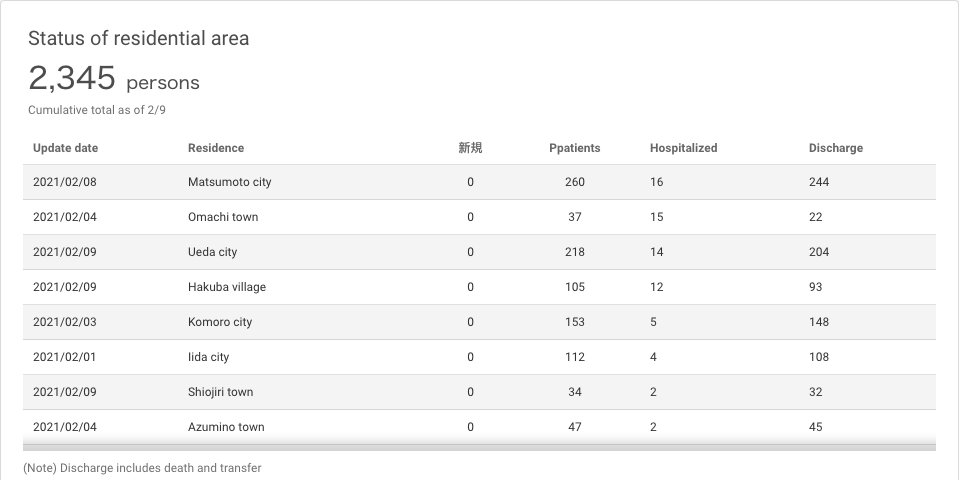 Status of residential area
2,345 persons
Cumulative total as of 2/9
Update date Residence 新規 Ppatients Hospitalized Discharge
2021/02/08 Matsumoto city 0 260 16 244
2021/02/04 Omachi town 0 37 15 22
2021/02/09 Ueda city 0 218 14 204
2021/02/09 Hakuba village 0 105 12 93
2021/02/03 Komoro city 0 153 5 148
2021/02/01 Iida city 0 112 4 108
2021/02/09 Shiojiri town 0 34 2 32
2021/02/04 Azumino town 0 47 2 45
(Note) Discharge includes death and transfer